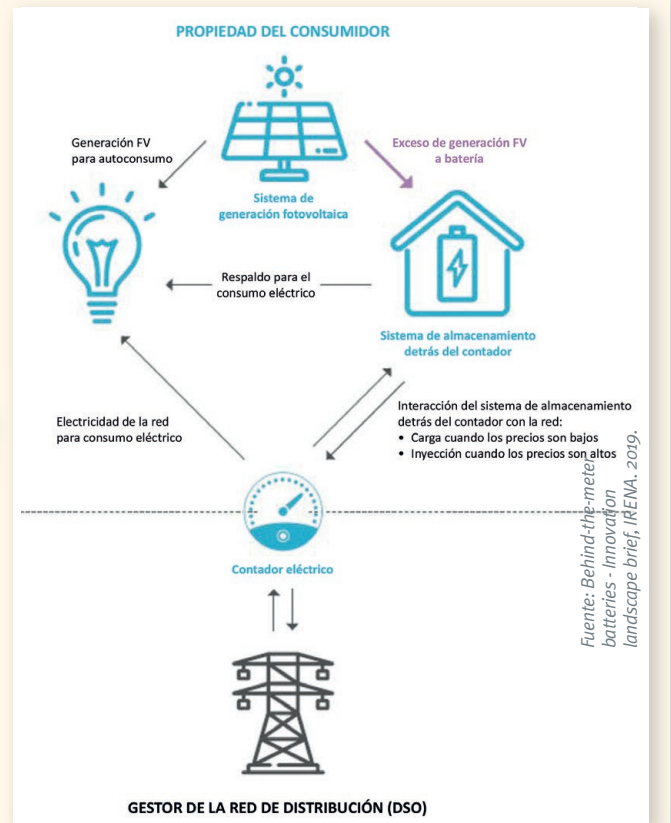 PROPIEDAD DEL CONSUMIDOR
Generación FV
para autoconsumo
Exceso de generación FV
a batería
Sistema de
generación fotovoltaica
Respaldo para el
consumo eléctrico
Sistema de almacenamiento
detrás del contador
Electricidad de la red
para consumo eléctrico
Interacción del sistema de almacenamiento
detrás del contador con la red:
• Carga cuando los precios son bajos
• Inyección cuando los precios son altos
Contador eléctrico
GESTOR DE LA RED DE DISTRIBUCIÓN (DSO)
Fuente: Behind-the-meter
batteries - Innovation
landscape brief, IRENA. 2019.